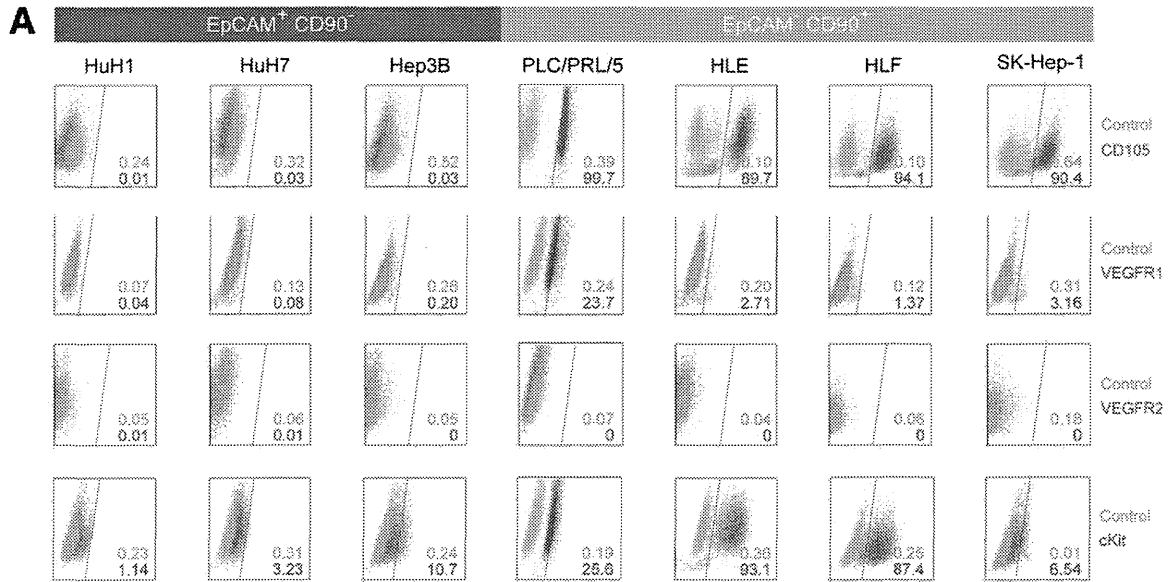 A
EpCAM+ CD90-
EpCAM- CD90+
HuH1 HuH7 Hep3B PLC/PRL/5 HLE HLF SK-Hep-1
0.24 0.32 0.52 0.39 0.10 0.10 0.64 Control
0.01 0.03 0.03 99.7 89.7 94.1 90.4 CD105
0.07 0.13 0.26 0.24 0.20 0.12 0.31 Control
0.04 0.08 0.20 23.7 2.71 1.37 3.16 VEGFR1
0.05 0.06 0.05 0.07 0.04 0.06 0.18 Control
0.01 0.01 0 0 0 0 0 VEGFR2
0.23 0.31 0.24 0.19 0.36 0.25 0.01 Control
1.14 3.23 10.7 25.6 93.1 87.4 6.54 cKit